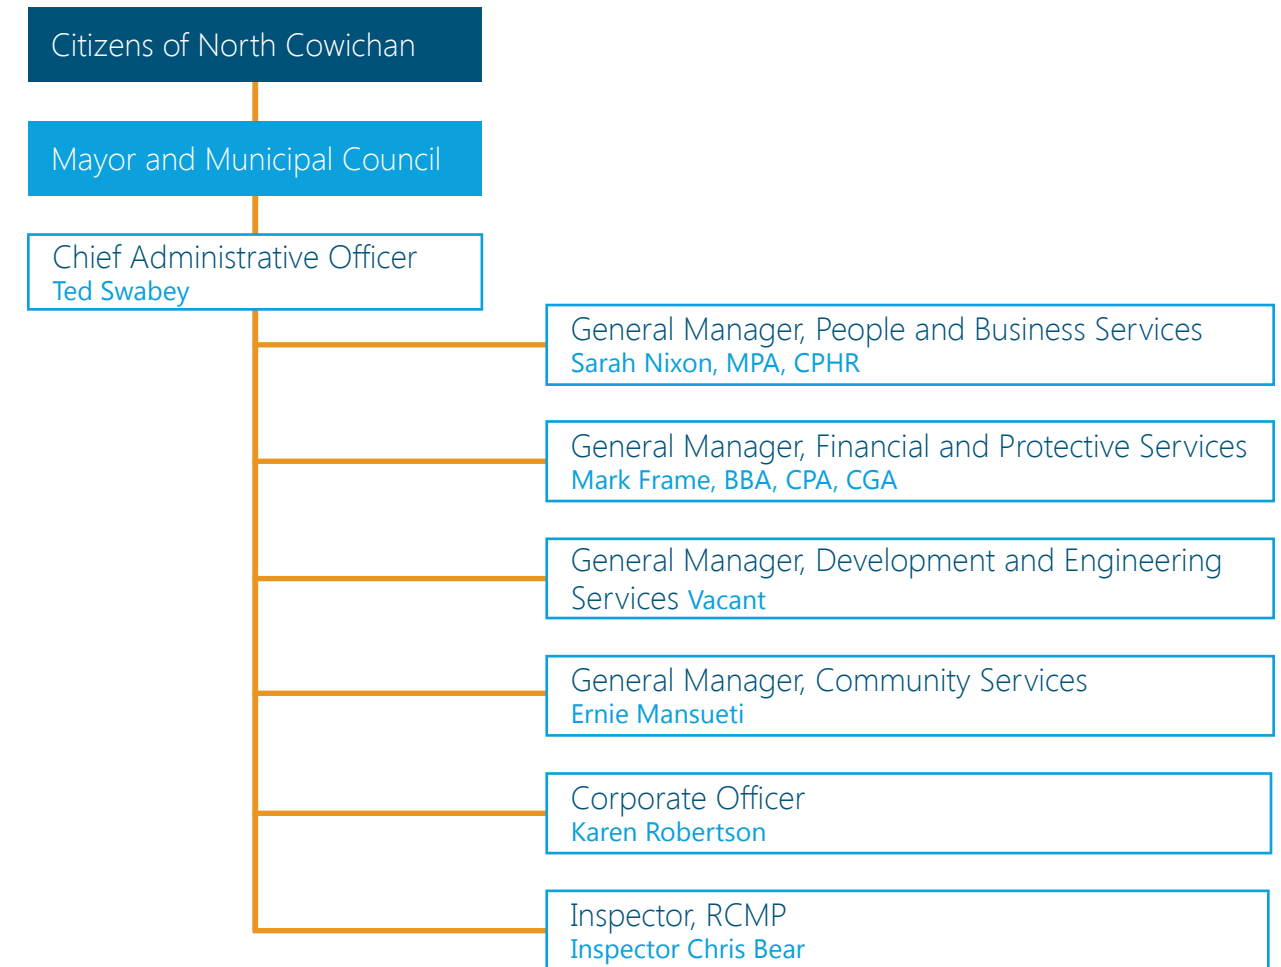 Citizens of North Cowichan
Mayor and Municipal Council
Chief Administrative Officer
Ted Swabey
General Manager, People and Business Services
Sarah Nixon, MPA, CPHR
General Manager, Financial and Protective Services
Mark Frame, BBA, CPA, CGA
General Manager, Development and Engineering
Services Vacant
General Manager, Community Services
Ernie Mansueti
Corporate Officer
Karen Robertson
Inspector, RCMP
Inspector Chris Bear